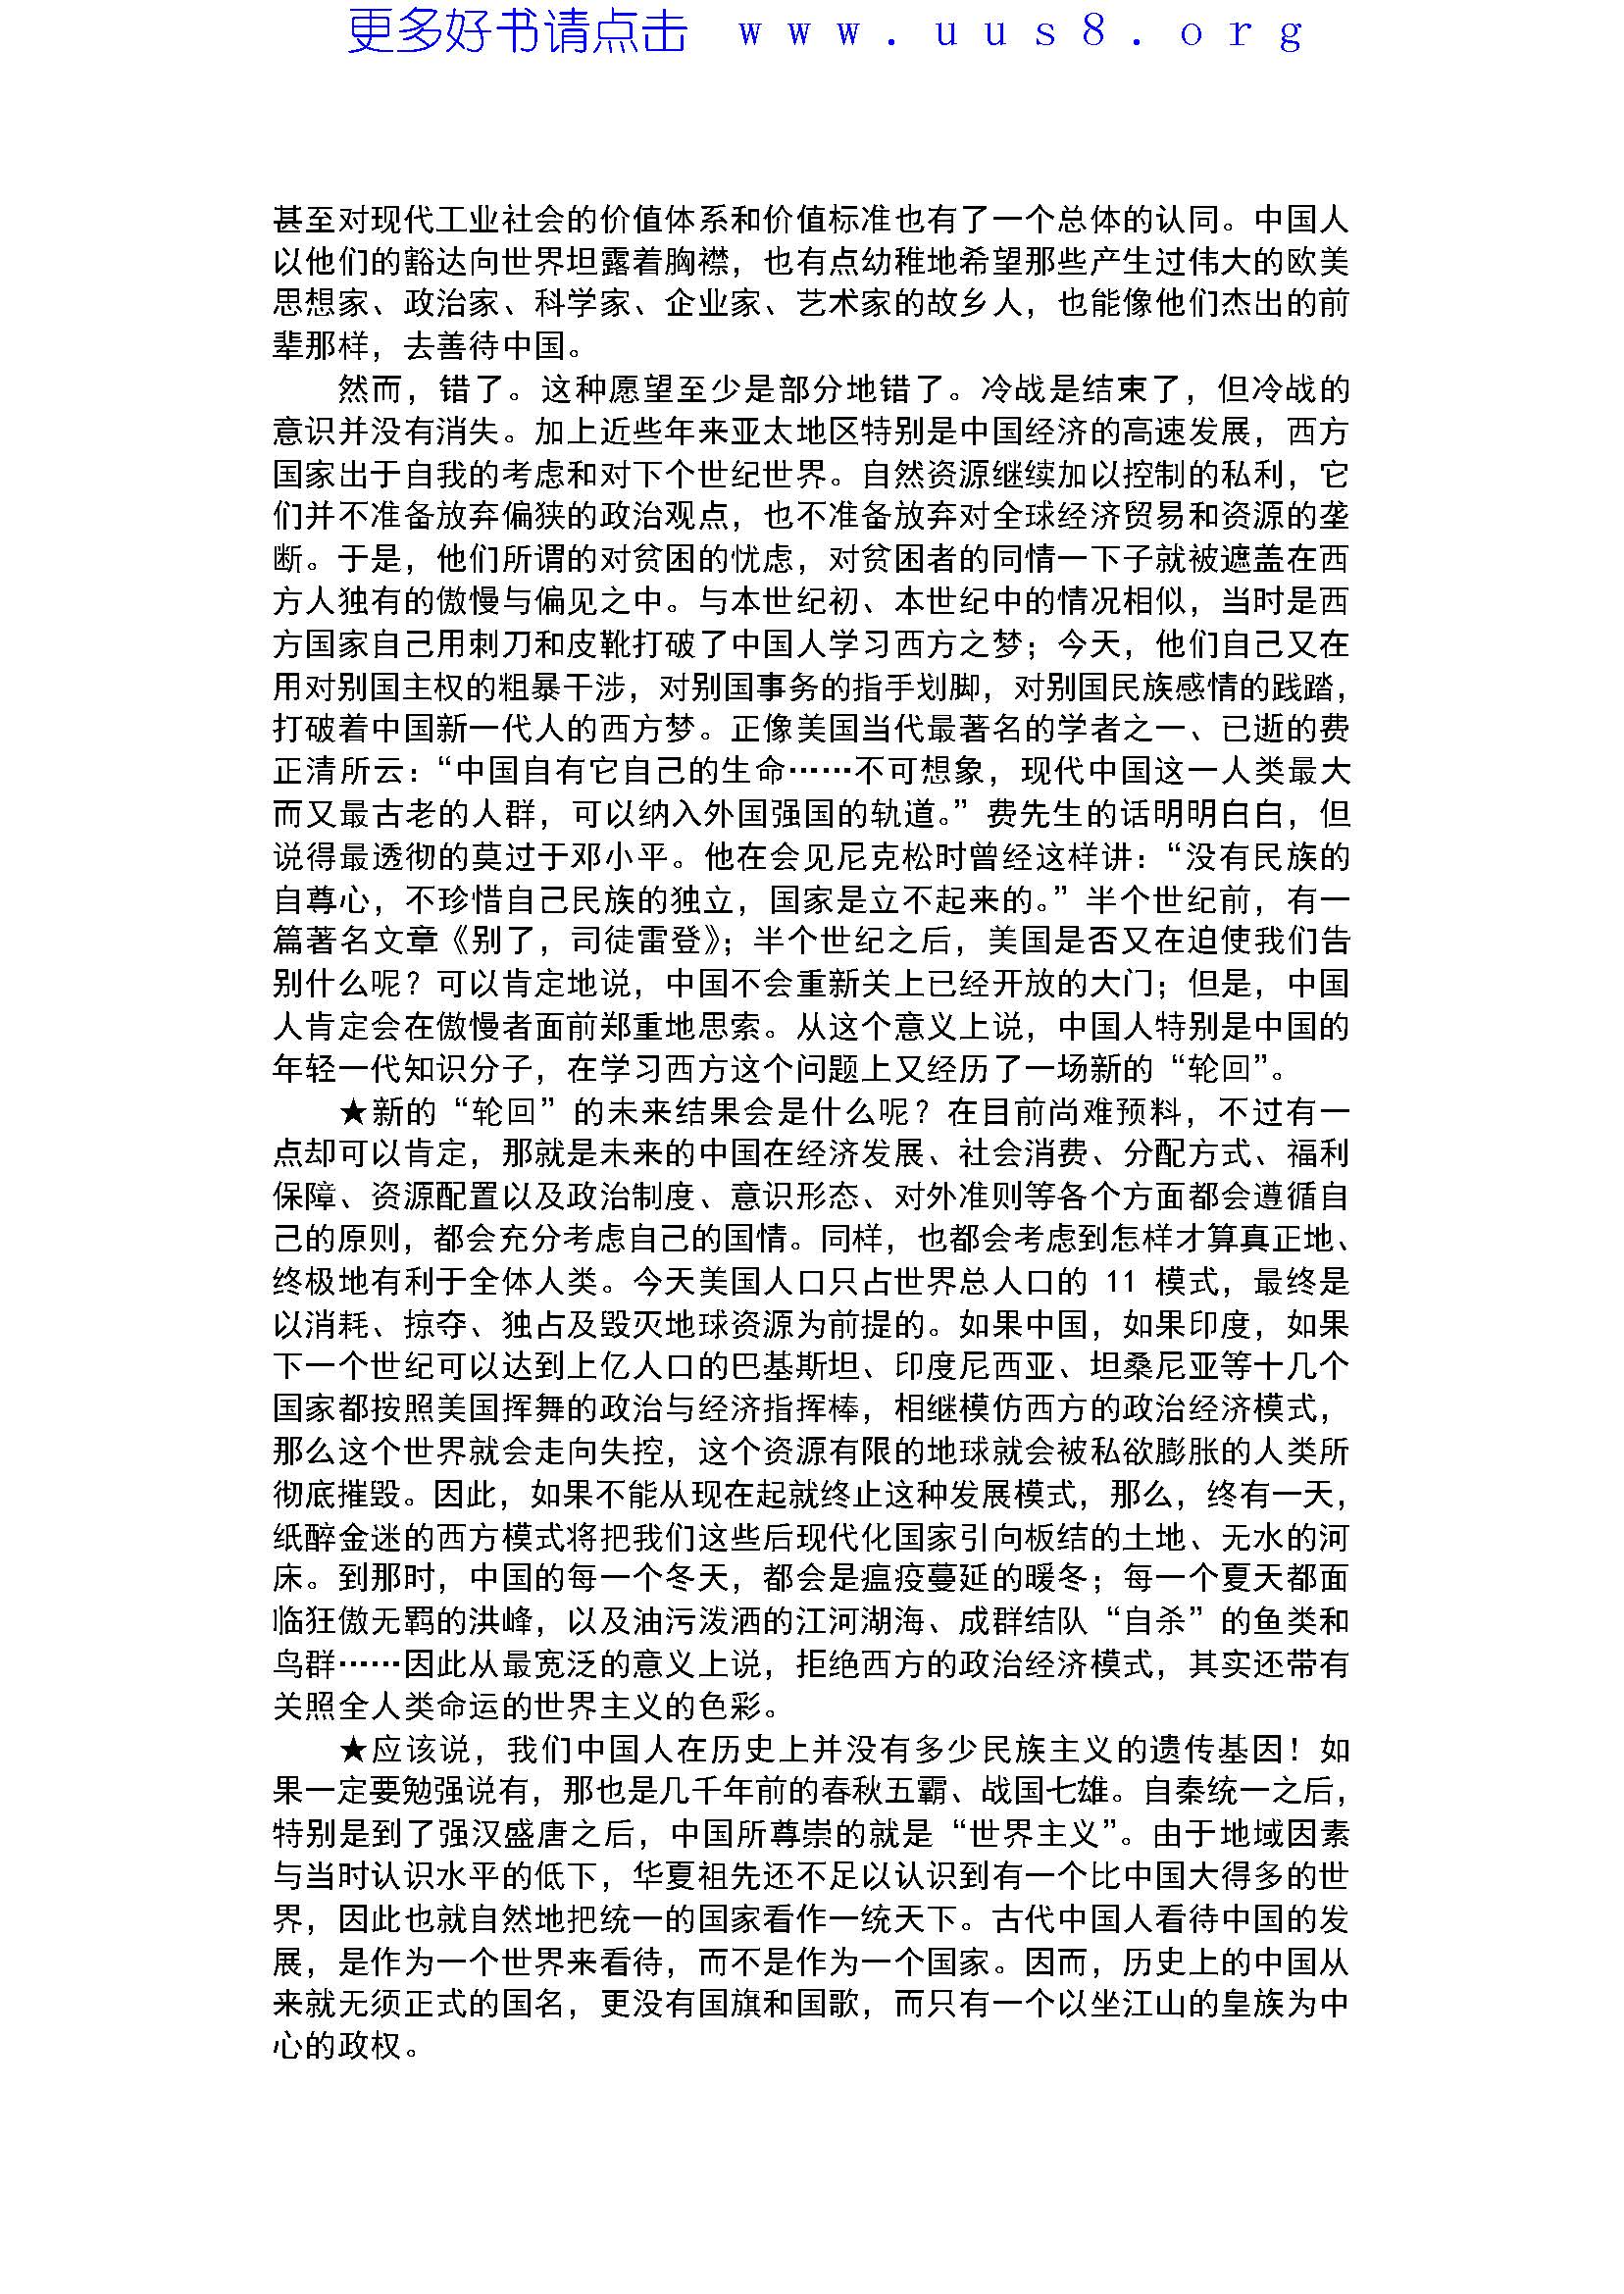 更多好书请点击 www.uus8.org
甚至对现代工业社会的价值体系和价值标准也有了一个总体的认同。中国人
以他们的豁达向世界坦露着胸襟，也有点幼稚地希望那些产生过伟大的欧美
思想家、政治家、科学家、企业家、艺术家的故乡人，也能像他们杰出的前
辈那样，去善待中国。
然而，错了。这种愿望至少是部分地错了。冷战是结束了，但冷战的
意识并没有消失。加上近些年来亚太地区特别是中国经济的高速发展，西方
国家出于自我的考虑和对下个世纪世界。自然资源继续加以控制的私利，它
们并不准备放弃偏狭的政治观点，也不准备放弃对全球经济贸易和资源的垄
断。于是，他们所谓的对贫困的忧虑，对贫困者的同情一下子就被遮盖在西
方人独有的傲慢与偏见之中。与本世纪初、本世纪中的情况相似，当时是西
方国家自己用刺刀和皮靴打破了中国人学习西方之梦；今天，他们自己又在
用对别国主权的粗暴干涉，对别国事务的指手划脚，对别国民族感情的践踏，
打破着中国新一代人的西方梦。正像美国当代最著名的学者之一、已逝的费
正清所云：“中国自有它自己的生命……不可想象，现代中国这一人类最大
而又最古老的人群，可以纳入外国强国的轨道。”费先生的话明明白白，但
说得最透彻的莫过于邓小平。他在会见尼克松时曾经这样讲：“没有民族的
自尊心，不珍惜自己民族的独立，国家是立不起来的。”半个世纪前，有一
篇著名文章《别了，司徒雷登》；半个世纪之后，美国是否又在迫使我们告
别什么呢？可以肯定地说，中国不会重新关上已经开放的大门；但是，中国
人肯定会在傲慢者面前郑重地思索。从这个意义上说，中国人特别是中国的
年轻一代知识分子，在学习西方这个问题上又经历了一场新的“轮回”。
★新的“轮回”的未来结果会是什么呢？在目前尚难预料，不过有一
点却可以肯定，那就是未来的中国在经济发展、社会消费、分配方式、福利
保障、资源配置以及政治制度、意识形态、对外准则等各个方面都会遵循自
己的原则，都会充分考虑自己的国情。同样，也都会考虑到怎样才算真正地、
终极地有利于全体人类。今天美国人口只占世界总人口的 11 模式，最终是
以消耗、掠夺、独占及毁灭地球资源为前提的。如果中国，如果印度，如果
下一个世纪可以达到上亿人口的巴基斯坦、印度尼西亚、坦桑尼亚等十几个
国家都按照美国挥舞的政治与经济指挥棒，相继模仿西方的政治经济模式，
那么这个世界就会走向失控，这个资源有限的地球就会被私欲膨胀的人类所
彻底摧毁。因此，如果不能从现在起就终止这种发展模式，那么，终有一天，
纸醉金迷的西方模式将把我们这些后现代化国家引向板结的土地、无水的河
床。到那时，中国的每一个冬天，都会是瘟疫蔓延的暖冬；每一个夏天都面
临狂傲无羁的洪峰，以及油污泼洒的江河湖海、成群结队“自杀”的鱼类和
鸟群……因此从最宽泛的意义上说，拒绝西方的政治经济模式，其实还带有
关照全人类命运的世界主义的色彩。
★应该说，我们中国人在历史上并没有多少民族主义的遗传基因！如
果一定要勉强说有，那也是几千年前的春秋五霸、战国七雄。自秦统一之后，
特别是到了强汉盛唐之后，中国所尊崇的就是“世界主义”。由于地域因素
与当时认识水平的低下，华夏祖先还不足以认识到有一个比中国大得多的世
界，因此也就自然地把统一的国家看作一统天下。古代中国人看待中国的发
展，是作为一个世界来看待，而不是作为一个国家。因而，历史上的中国从
来就无须正式的国名，更没有国旗和国歌，而只有一个以坐江山的皇族为中
心的政权。